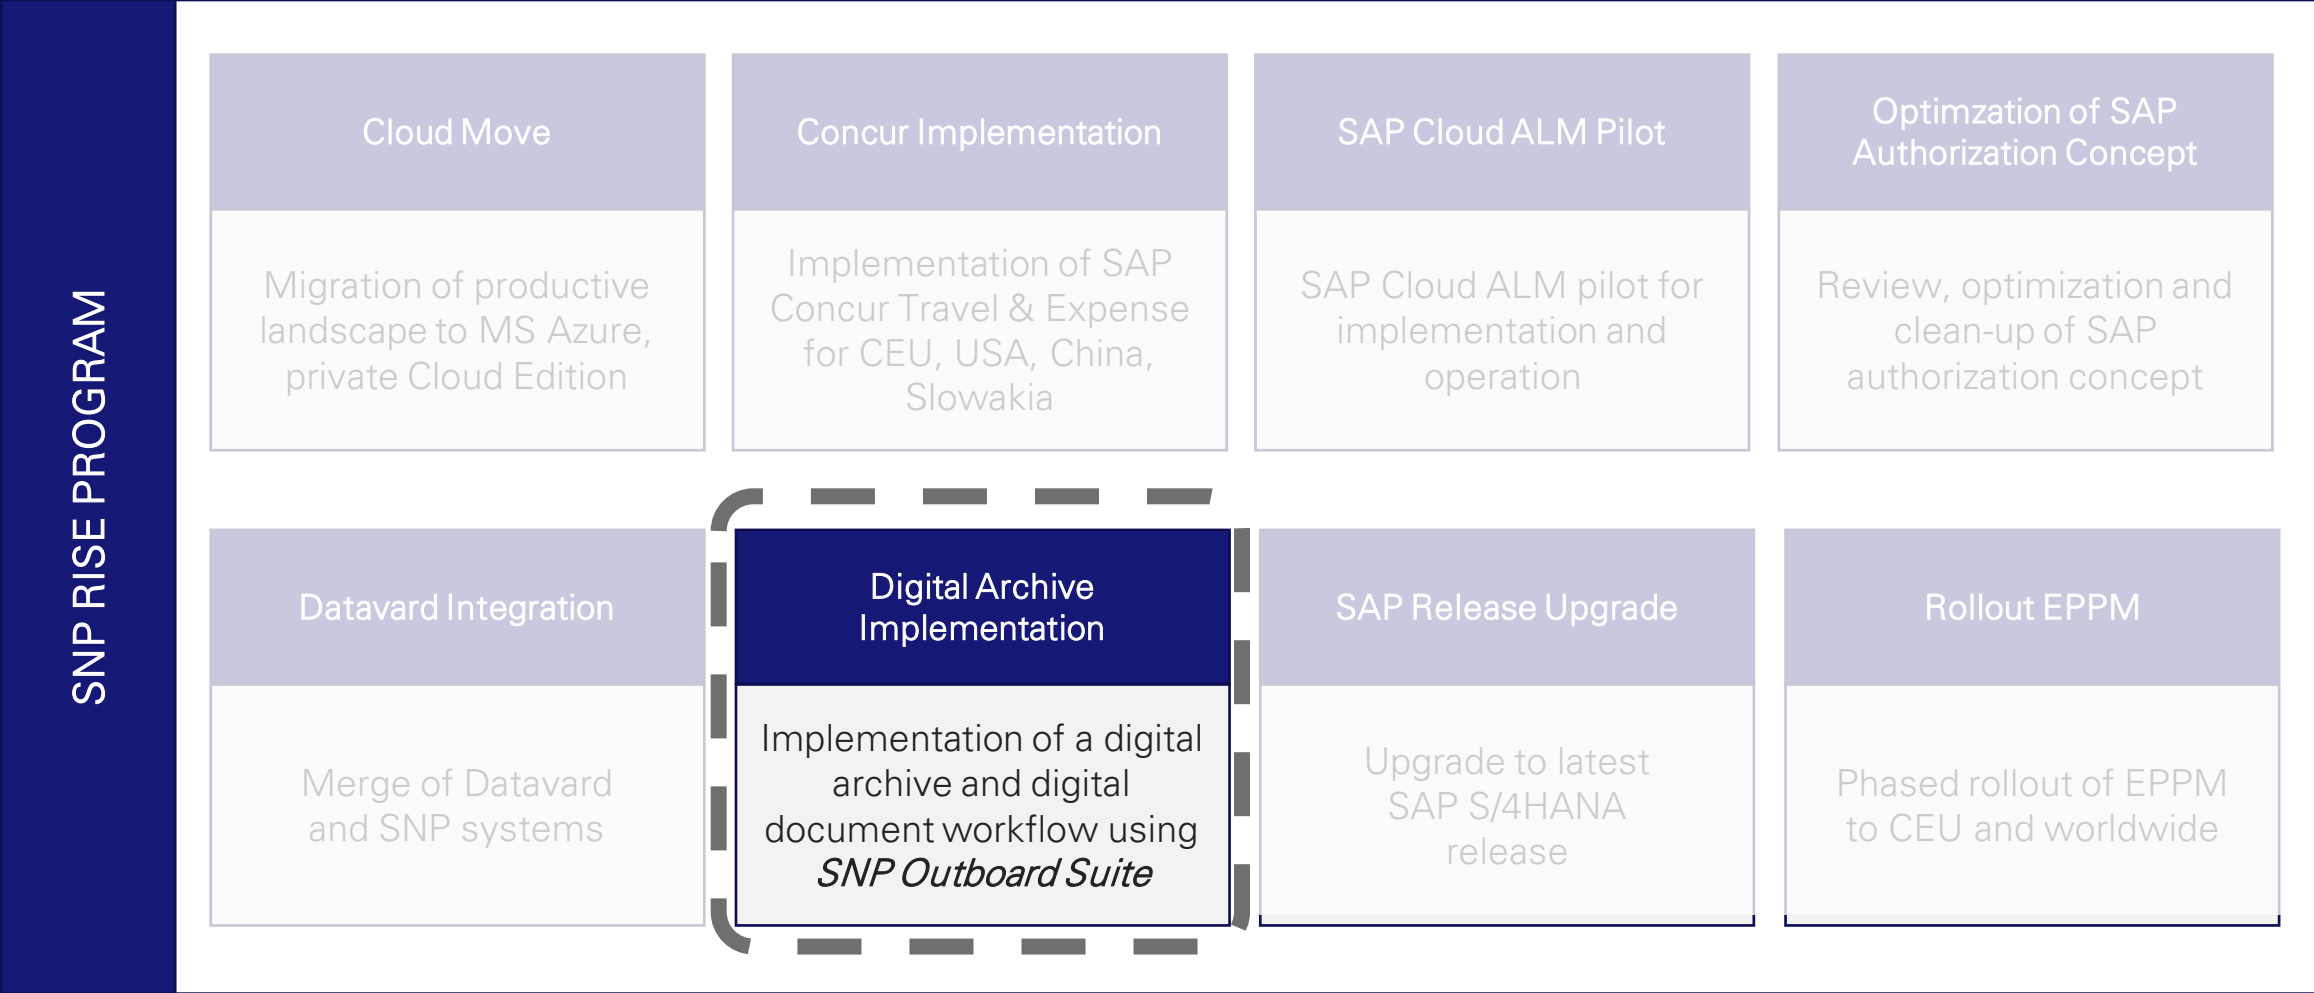 SNP RISE PROGRAM
Cloud Move
Migration of productive
landscape to MS Azure,
private Cloud Edition
Concur Implementation
Implementation of SAP
Concur Travel & Expense
for CEU, USA, China,
Slowakia
SAP Cloud ALM Pilot
SAP Cloud ALM pilot for
implementation and
operation
Optimzation of SAP
Authorization Concept
Review, optimization and
clean-up of SAP
authorization concept
Datavard Integration
Merge of Datavard
and SNP systems
Digital Archive
Implementation
Implementation of a digital
archive and digital
document workflow using
SNP Outboard Suite
SAP Release Upgrade
Upgrade to latest
SAP S/4HANA
release
Rollout EPPM
Phased rollout of EPPM
to CEU and worldwide